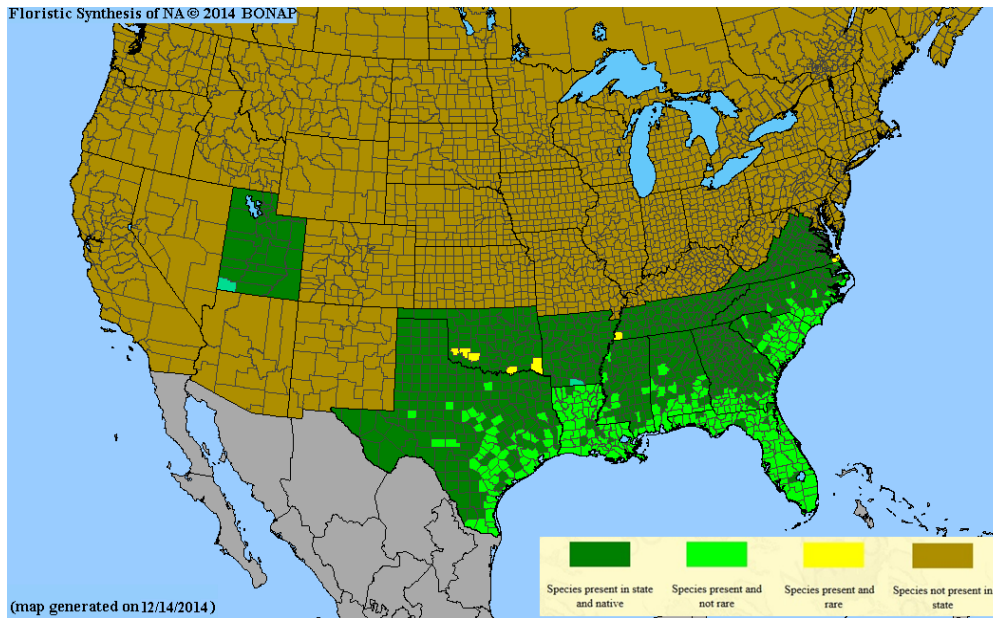 Floristic Synthesis of NA © 2014 BONAP
Species present in state
and native
Species present and
not rare
Species present and
rare
Species not present in
state
(map generated on 12/14/2014)